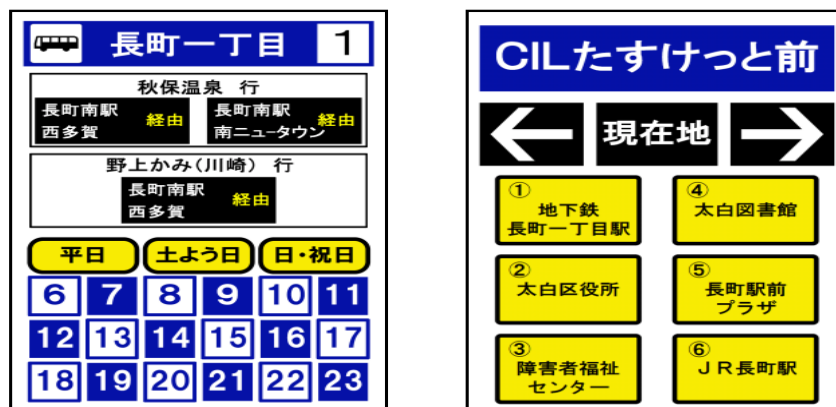 長町一丁目 1
秋保温泉 行
長町南駅 西多賀 経由 長町南駅 南ニュータウン 経由
野上かみ(川崎) 行
長町南駅 西多賀 経由
平日 土よう日 日・祝日
6 7 8 9 10 11
12 13 14 15 16 17
18 19 20 21 22 23
CILたすけっと前
← 現在地 →
① 地下鉄 長町一丁目駅
② 太白区役所
③ 障害者福祉 センター
④ 太白図書館
⑤ 長町駅前 プラザ
⑥ JR長町駅